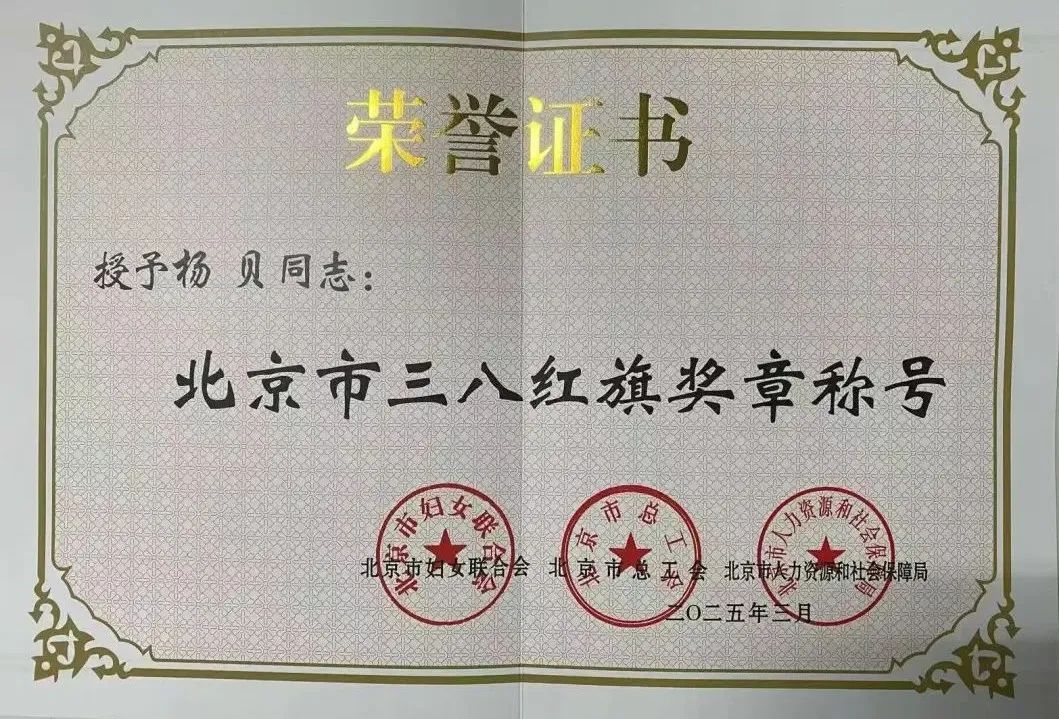 荣誉证书
授予杨 贝同志：
北京市三八红旗奖章称号
北京市妇女联合会
北京市总工会
北京市人力资源和社会保障局
北京市妇女联合会 北京市总工会 北京市人力资源和社会保障局
二〇二五年三月